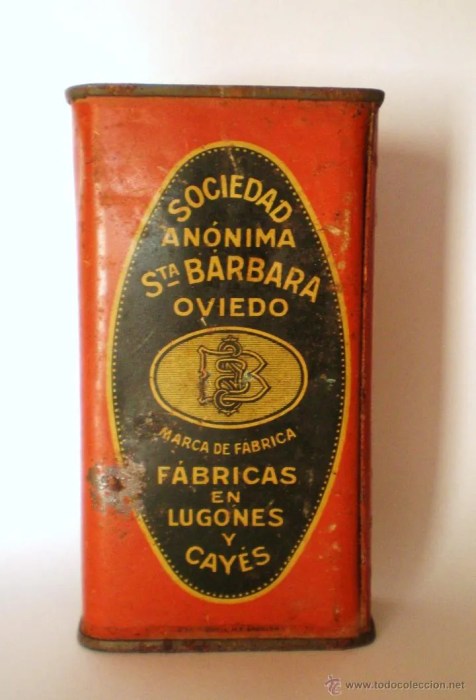 SOCIEDAD
ANÓNIMA
STA BÁRBARA
OVIEDO
MARCA DE FÁBRICA
FÁBRICAS
EN
LUGONES
Y
CAYÉS
© www.todocoleccion.net